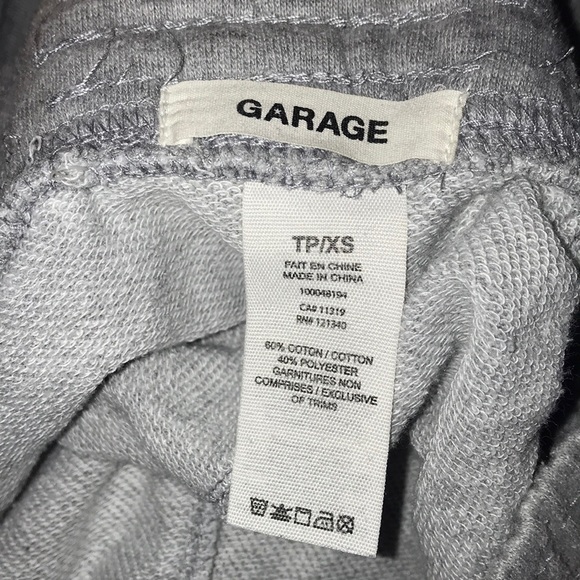 GARAGE
TP/XS
FAIT EN CHINE
MADE IN CHINA
100048194
CA# 11319
RN# 121340
60% COTON / COTTON
40% POLYESTER
GARNITURES NON
COMPRISES / EXCLUSIVE
OF TRIMS